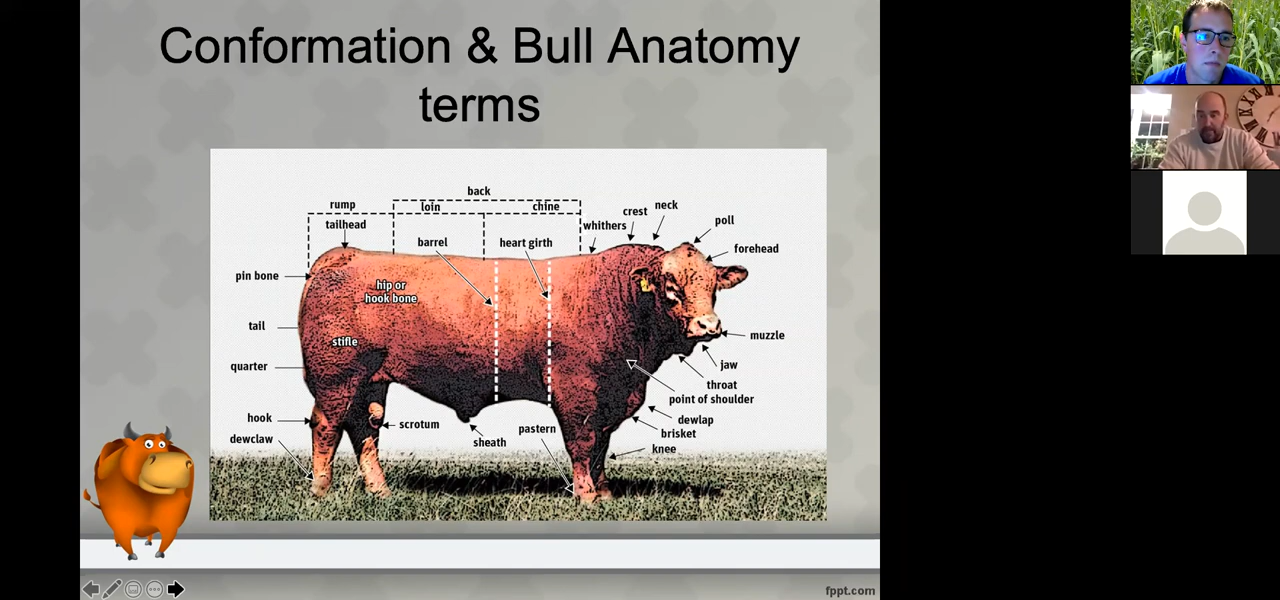 Conformation & Bull Anatomy
terms
back
rump
loin
chine
tailhead
barrel
heart girth
whithers
crest
neck
poll
forehead
pin bone
hip or
hook bone
tail
stifle
muzzle
quarter
jaw
throat
point of shoulder
hook
scrotum
dewlap
dewclaw
sheath
pastern
brisket
knee
fppt.com